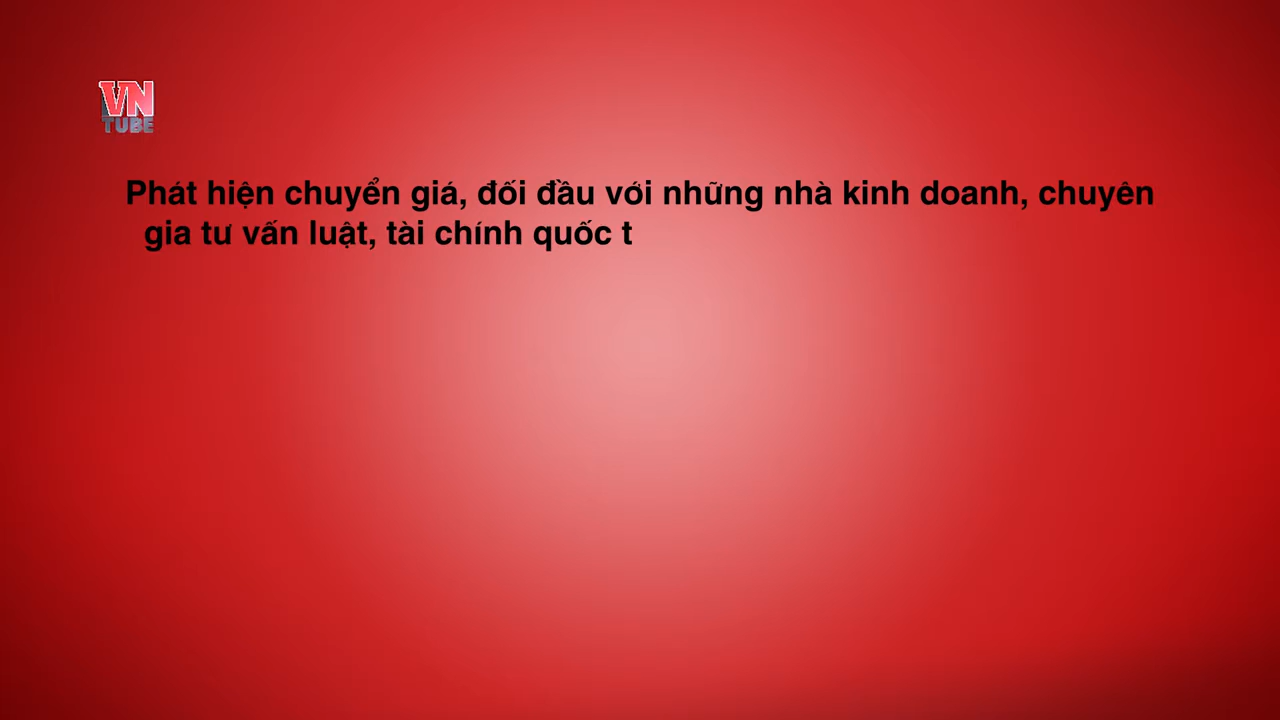 VN
TUBE
Phát hiện chuyển giá, đối đầu với những nhà kinh doanh, chuyên
gia tư vấn luật, tài chính quốc t